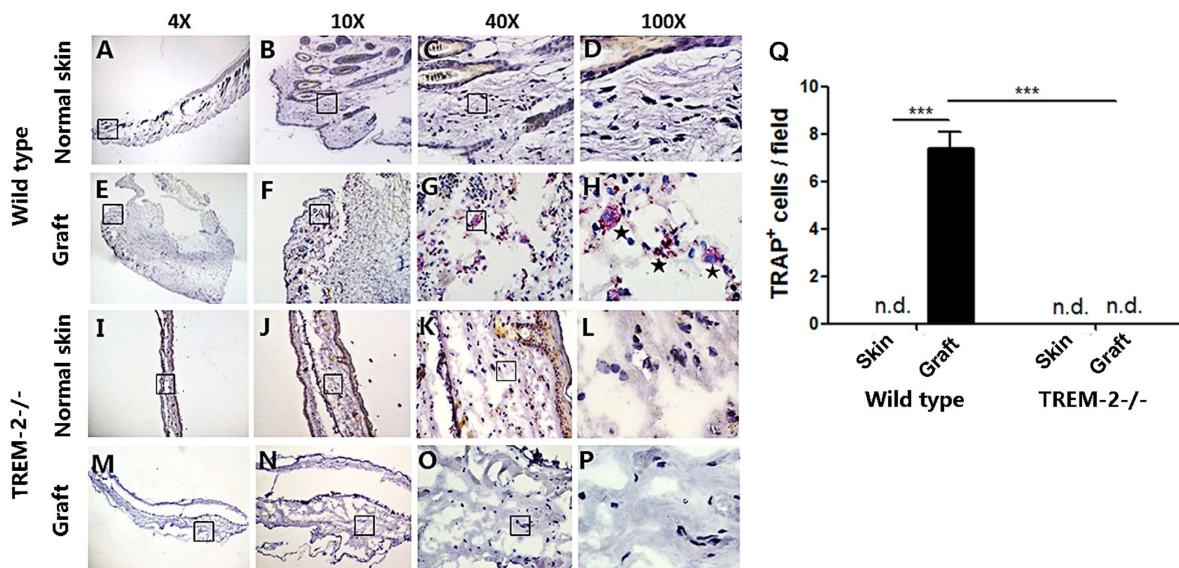 4X 10X 40X 100X
Wild type
Normal skin
A B C D
Graft
E F G H
TREM-2-/-
Normal skin
I J K L
Graft
M N O P
Q
TRAP+ cells / field
10
8
6
4
2
0
*** ***
n.d. n.d. n.d.
Skin Graft Skin Graft
Wild type TREM-2-/-